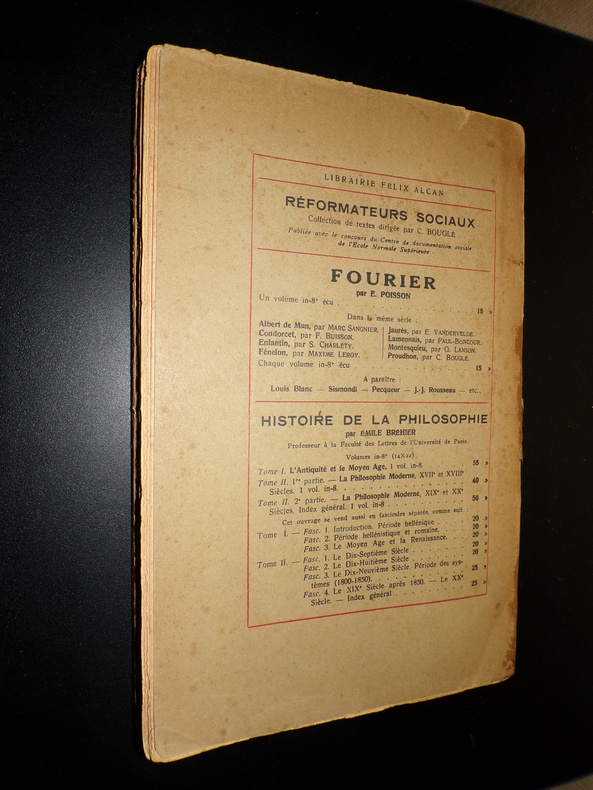 LIBRAIRIE FÉLIX ALCAN
RÉFORMATEURS SOCIAUX
Collection de textes dirigée par C. BOUGLÉ
Publiée avec le concours du Centre de documentation sociale
de l'École Normale Supérieure
FOURIER
par E. POISSON
Un volume in-8º écu . . . . . . . . . . 15 »
Dans la même série :
Albert de Mun, par MARC SANGNIER.
Condorcet, par F. BUISSON.
Enfantin, par S. CHARLÉTY.
Fénelon, par MAXIME LEROY.
Jaurès, par E. VANDERVELDE.
Lamennais, par PAUL-BONCOUR.
Montesquieu, par G. LANSON.
Proudhon, par C. BOUGLÉ.
Chaque volume in-8º écu 15 »
A paraître :
Louis Blanc — Sismondi — Pecqueur — J.-J. Rousseau — etc..
HISTOIRE DE LA PHILOSOPHIE
par ÉMILE BRÉHIER
Professeur à la Faculté des Lettres de l'Université de Paris
Volumes in-8º (14×22)
Tome I. L'Antiquité et le Moyen Age, 1 vol. in-8. 55 »
Tome II. 1re partie. — La Philosophie Moderne, XVIIe et XVIIIe
Siècles. 1 vol. in-8. . . . . . . . . . 40 »
Tome II. 2e partie. — La Philosophie Moderne, XIXe et XXe
Siècles. Index général. 1 vol. in-8 . . . . . 50 »
Cet ouvrage se vend aussi en fascicules séparés, comme suit :
Tome I. — Fasc. 1. Introduction. Période hellénique . . 20 »
Fasc. 2. Période hellénistique et romaine. . 20 »
Fasc. 3. Le Moyen Age et la Renaissance. 20 »
Tome II. — Fasc. 1. Le Dix-Septième Siècle . . . . 20 »
Fasc. 2. Le Dix-Huitième Siècle . . . . 20 »
Fasc. 3. Le Dix-Neuvième Siècle. Période des sys-
tèmes (1800-1850). . . . . . . . 25 »
Fasc. 4. Le XIXe Siècle après 1850. — Le XXe
Siècle. — Index général . . . . . . 25 »